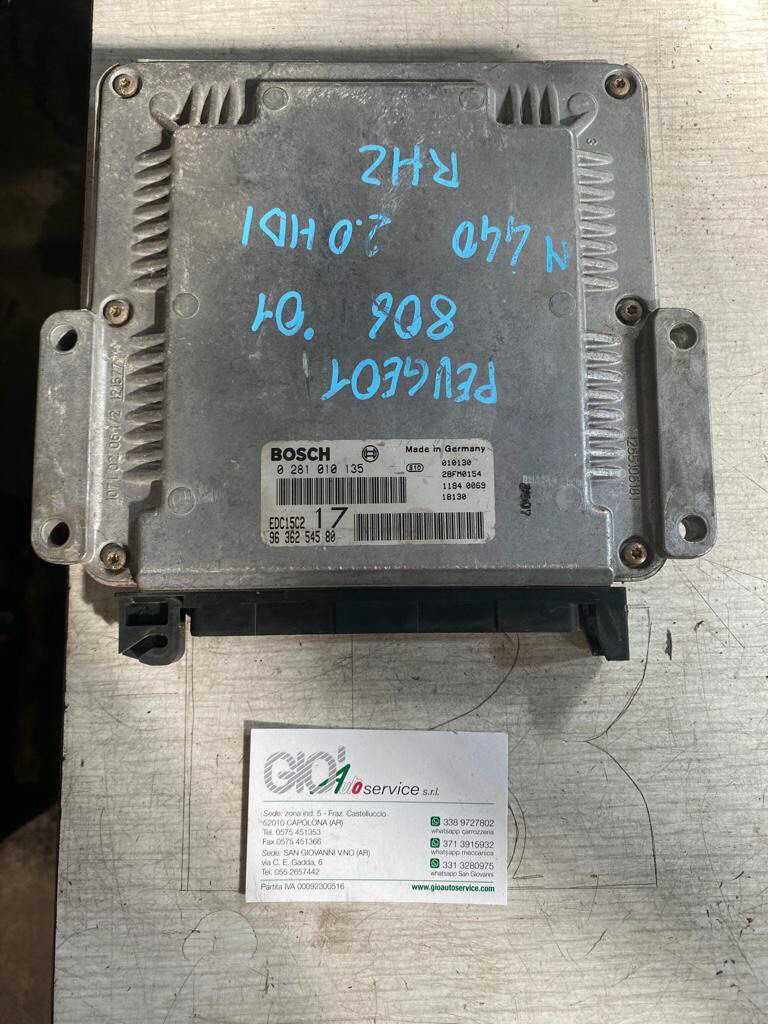 PEUGEOT
806 '01
N 440 2.0 HDI
RHZ
BOSCH
Made in Germany
0 281 010 135
810
010130
28FM0154
1184 0069
18130
EDC15C2 17
96 362 545 80
GIO' Autoservice s.r.l.
Sede: zona ind. 5 - Fraz. Castelluccio
52010 CAPOLONA (AR)
Tel. 0575 451353
Fax 0575 451366
Sede: SAN GIOVANNI V.NO (AR)
via C. E. Gadda, 6
Tel. 055 2657442
Partita IVA 00092300516
338 9727802
whatsapp carrozzeria
371 3915932
whatsapp meccanica
331 3280975
whatsapp San Giovanni
www.gioautoservice.com